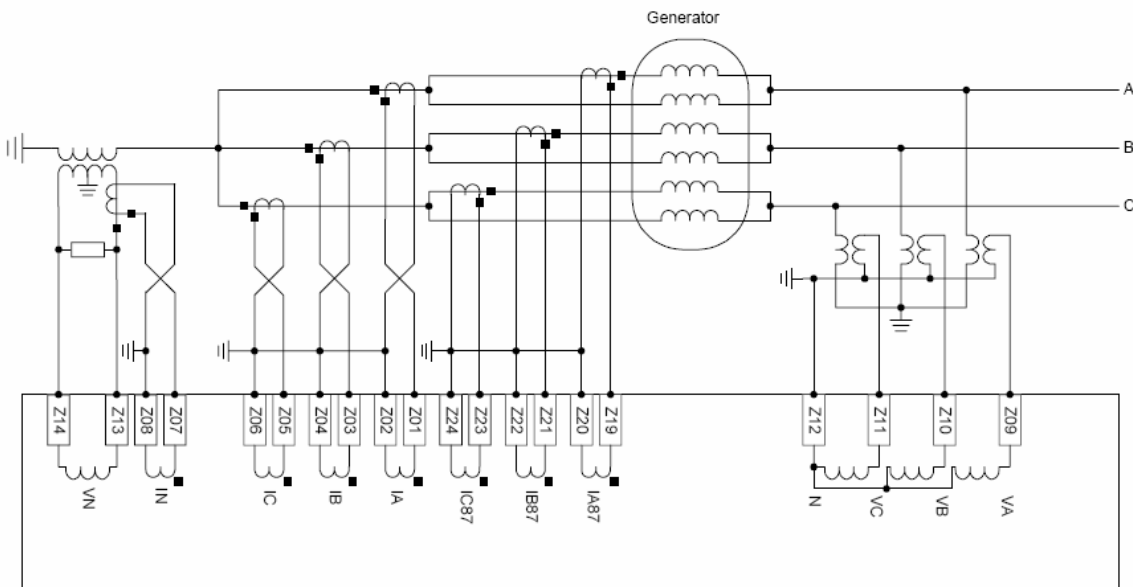 Generator
A
B
C
Z14
Z13
Z08
Z07
Z06
Z05
Z04
Z03
Z02
Z01
Z24
Z23
Z22
Z21
Z20
Z19
Z12
Z11
Z10
Z09
VN
IN
IC
IB
IA
IC87
IB87
IA87
N
VC
VB
VA